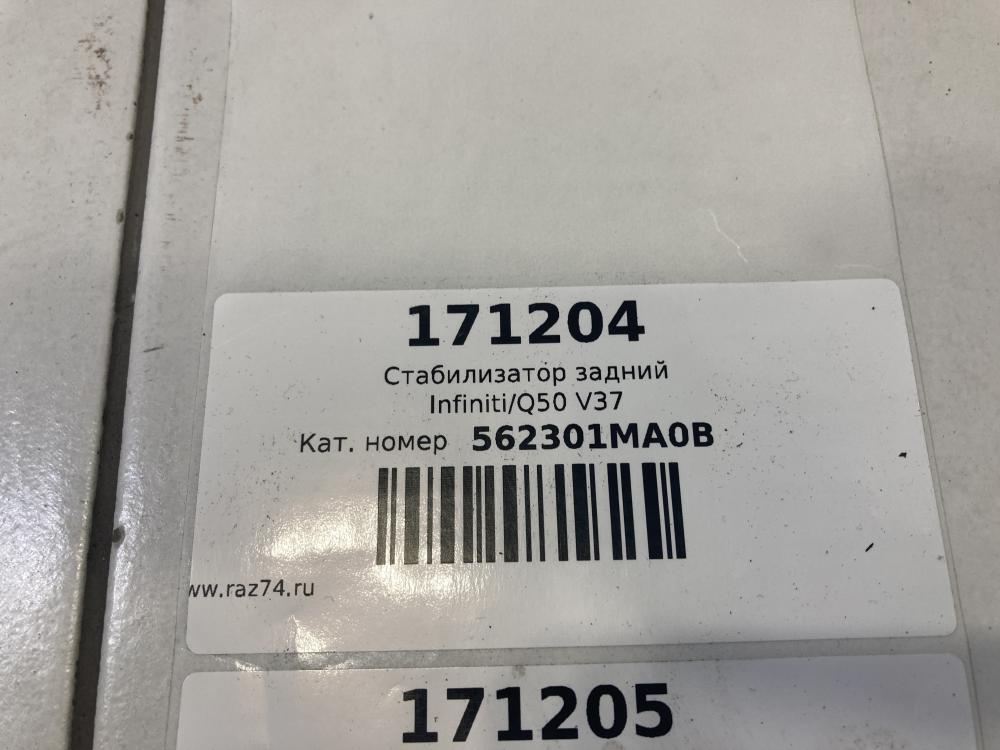 171204
Стабилизатор задний
Infiniti/Q50 V37
Кат. номер 562301MA0B
ww.raz74.ru
171205